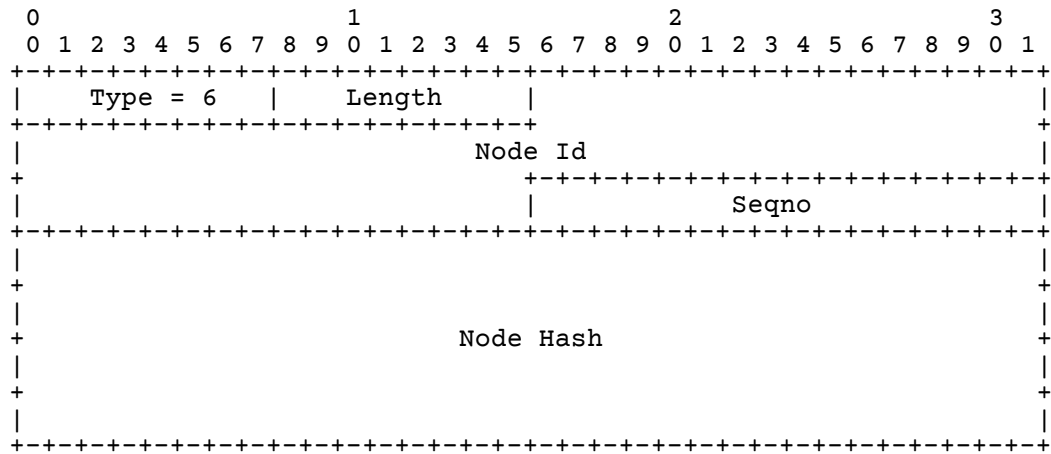 0                   1                   2                   3
0 1 2 3 4 5 6 7 8 9 0 1 2 3 4 5 6 7 8 9 0 1 2 3 4 5 6 7 8 9 0 1
+-+-+-+-+-+-+-+-+-+-+-+-+-+-+-+-+-+-+-+-+-+-+-+-+-+-+-+-+-+-+-+-+
|    Type = 6   |    Length     |                               |
+-+-+-+-+-+-+-+-+-+-+-+-+-+-+-+-+                               +
|                            Node Id                            |
+                               +-+-+-+-+-+-+-+-+-+-+-+-+-+-+-+-+
|                               |            Seqno              |
+-+-+-+-+-+-+-+-+-+-+-+-+-+-+-+-+-+-+-+-+-+-+-+-+-+-+-+-+-+-+-+-+
|                                                               |
+                                                               +
|                                                               |
+                           Node Hash                           +
|                                                               |
+                                                               +
|                                                               |
+-+-+-+-+-+-+-+-+-+-+-+-+-+-+-+-+-+-+-+-+-+-+-+-+-+-+-+-+-+-+-+-+